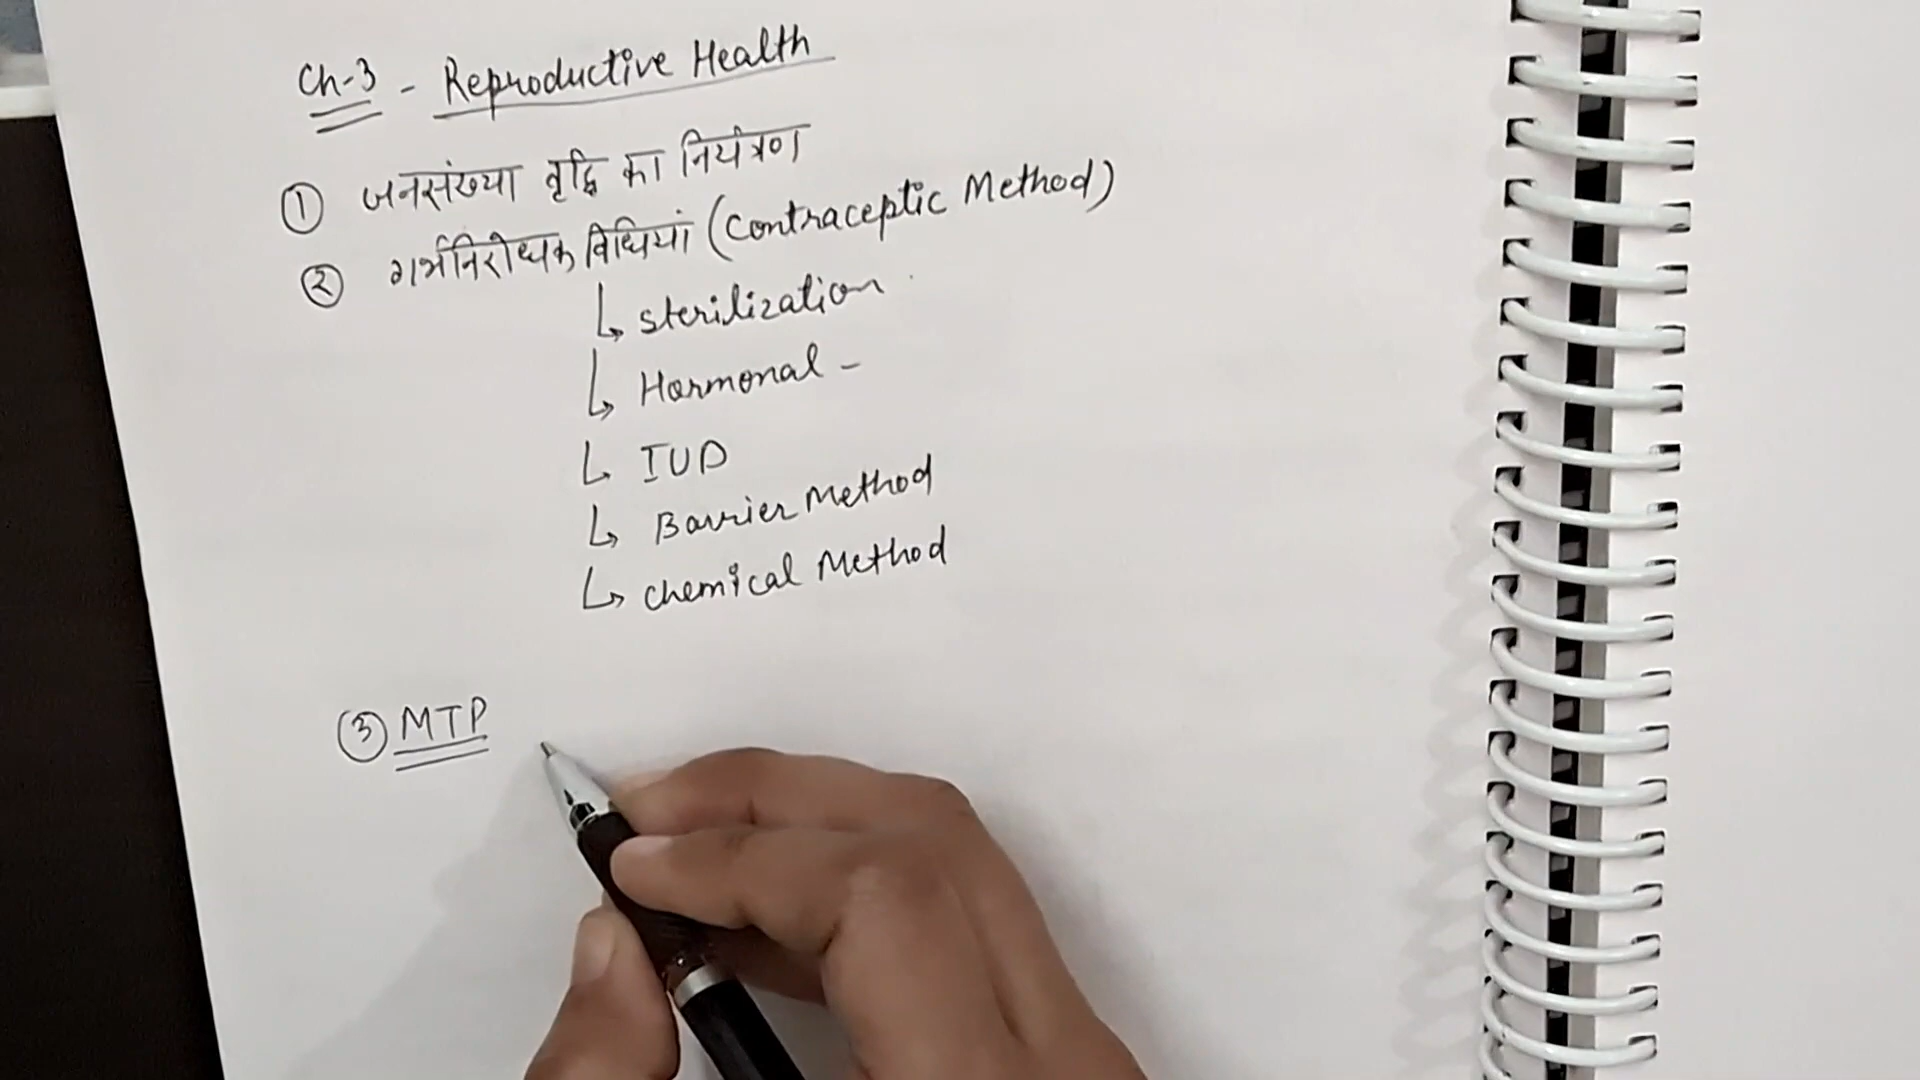 Ch-3 - Reproductive Health
① जनसंख्या वृद्धि का नियंत्रण
② गर्भनिरोधक विधियां (Contraceptic Method)
↳ sterilization
↳ Hormonal -
↳ IUD
↳ Barrier Method
↳ chemical Method
③ MTP